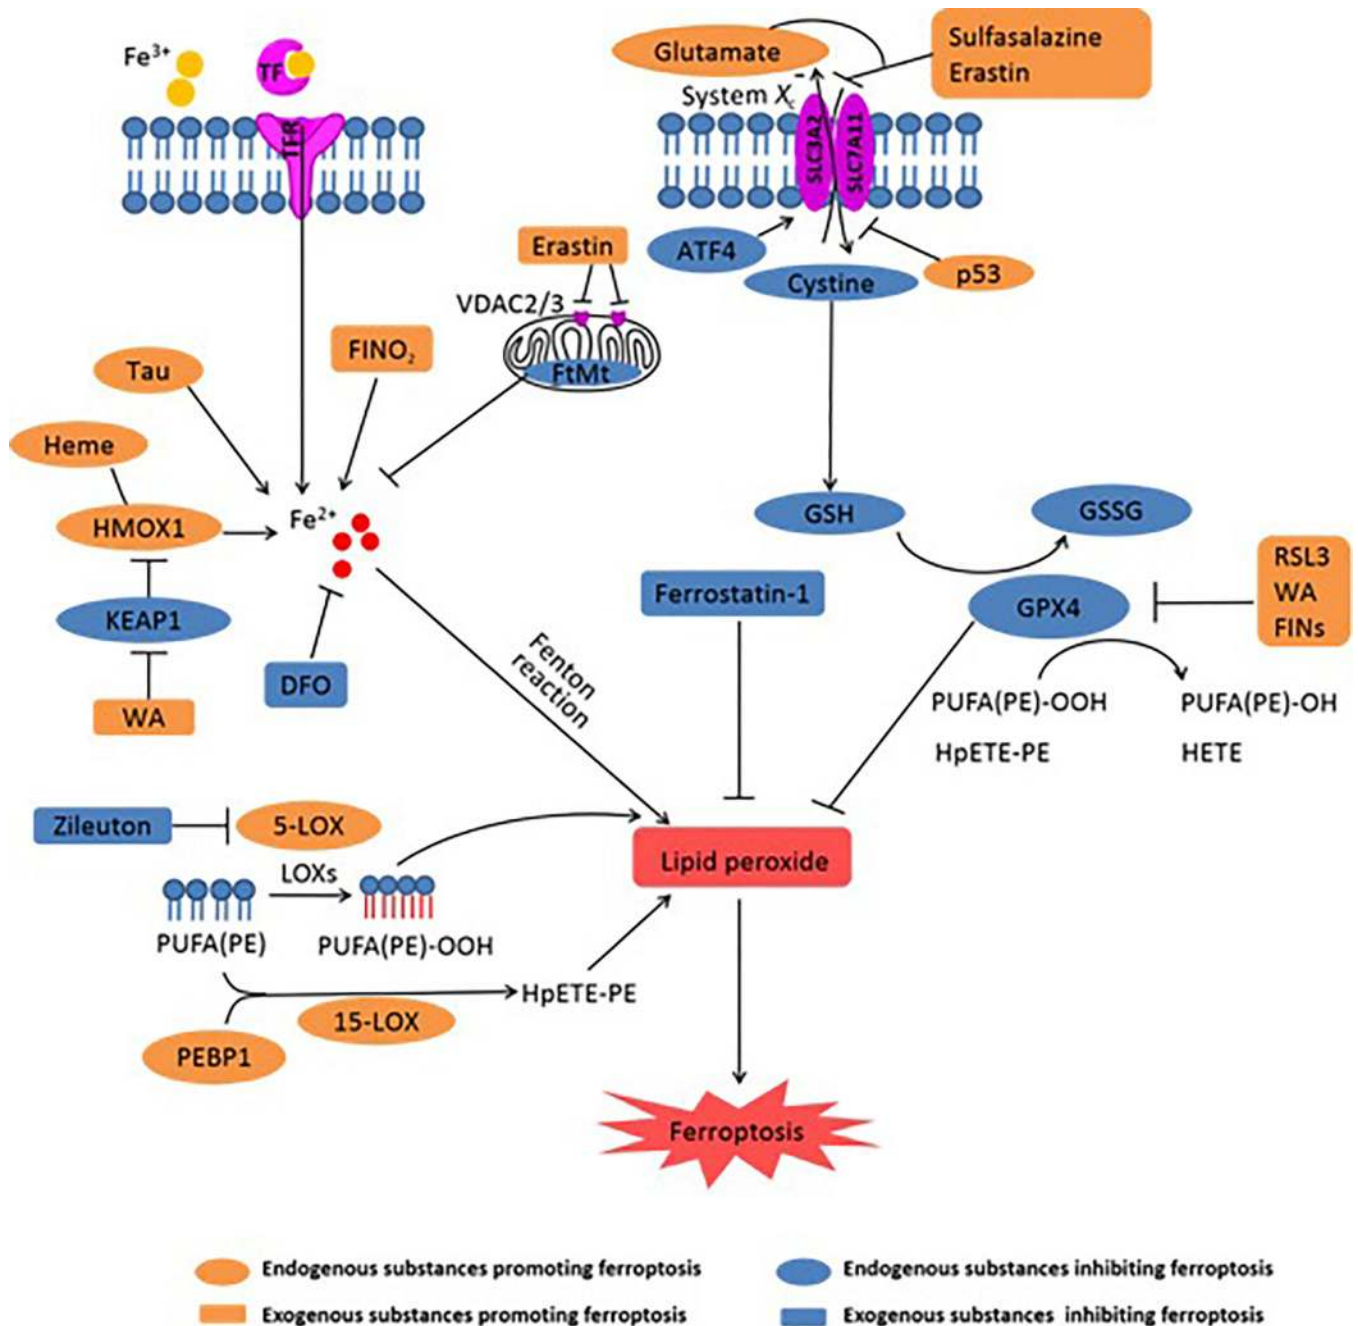 Fe3+
TF
TFR
Glutamate
Sulfasalazine
Erastin
System Xc-
SLC3A2
SLC7A11
ATF4
Cystine
p53
Erastin
VDAC2/3
FtMt
FINO2
Tau
Heme
HMOX1
Fe2+
KEAP1
DFO
WA
GSH
GSSG
Ferrostatin-1
GPX4
RSL3
WA
FINs
Fenton
reaction
PUFA(PE)-OOH
PUFA(PE)-OH
HpETE-PE
HETE
Zileuton
5-LOX
LOXs
PUFA(PE)
PUFA(PE)-OOH
Lipid peroxide
HpETE-PE
15-LOX
PEBP1
Ferroptosis
Endogenous substances promoting ferroptosis
Endogenous substances inhibiting ferroptosis
Exogenous substances promoting ferroptosis
Exogenous substances inhibiting ferroptosis